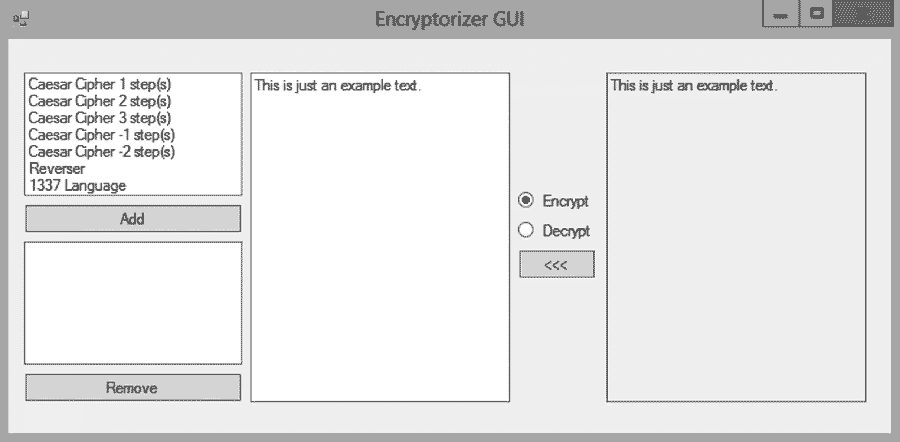 Encryptorizer GUI
Caesar Cipher 1 step(s)
Caesar Cipher 2 step(s)
Caesar Cipher 3 step(s)
Caesar Cipher -1 step(s)
Caesar Cipher -2 step(s)
Reverser
1337 Language
Add
Remove
This is just an example text.
Encrypt
Decrypt
<<<
This is just an example text.